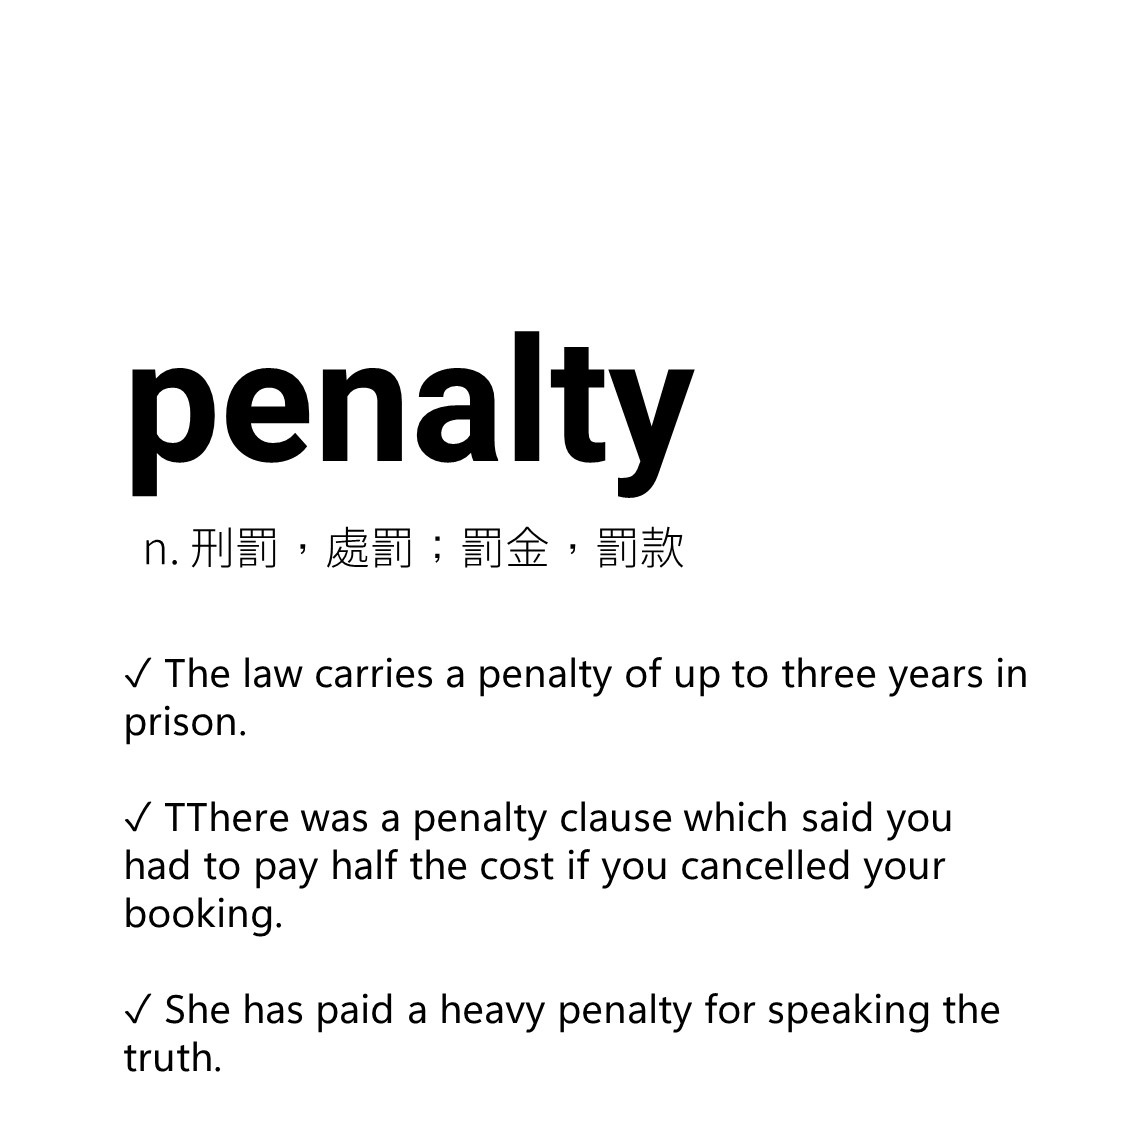 penalty
n. 刑罰，處罰；罰金，罰款
✓ The law carries a penalty of up to three years in
prison.
✓ TThere was a penalty clause which said you
had to pay half the cost if you cancelled your
booking.
✓ She has paid a heavy penalty for speaking the
truth.